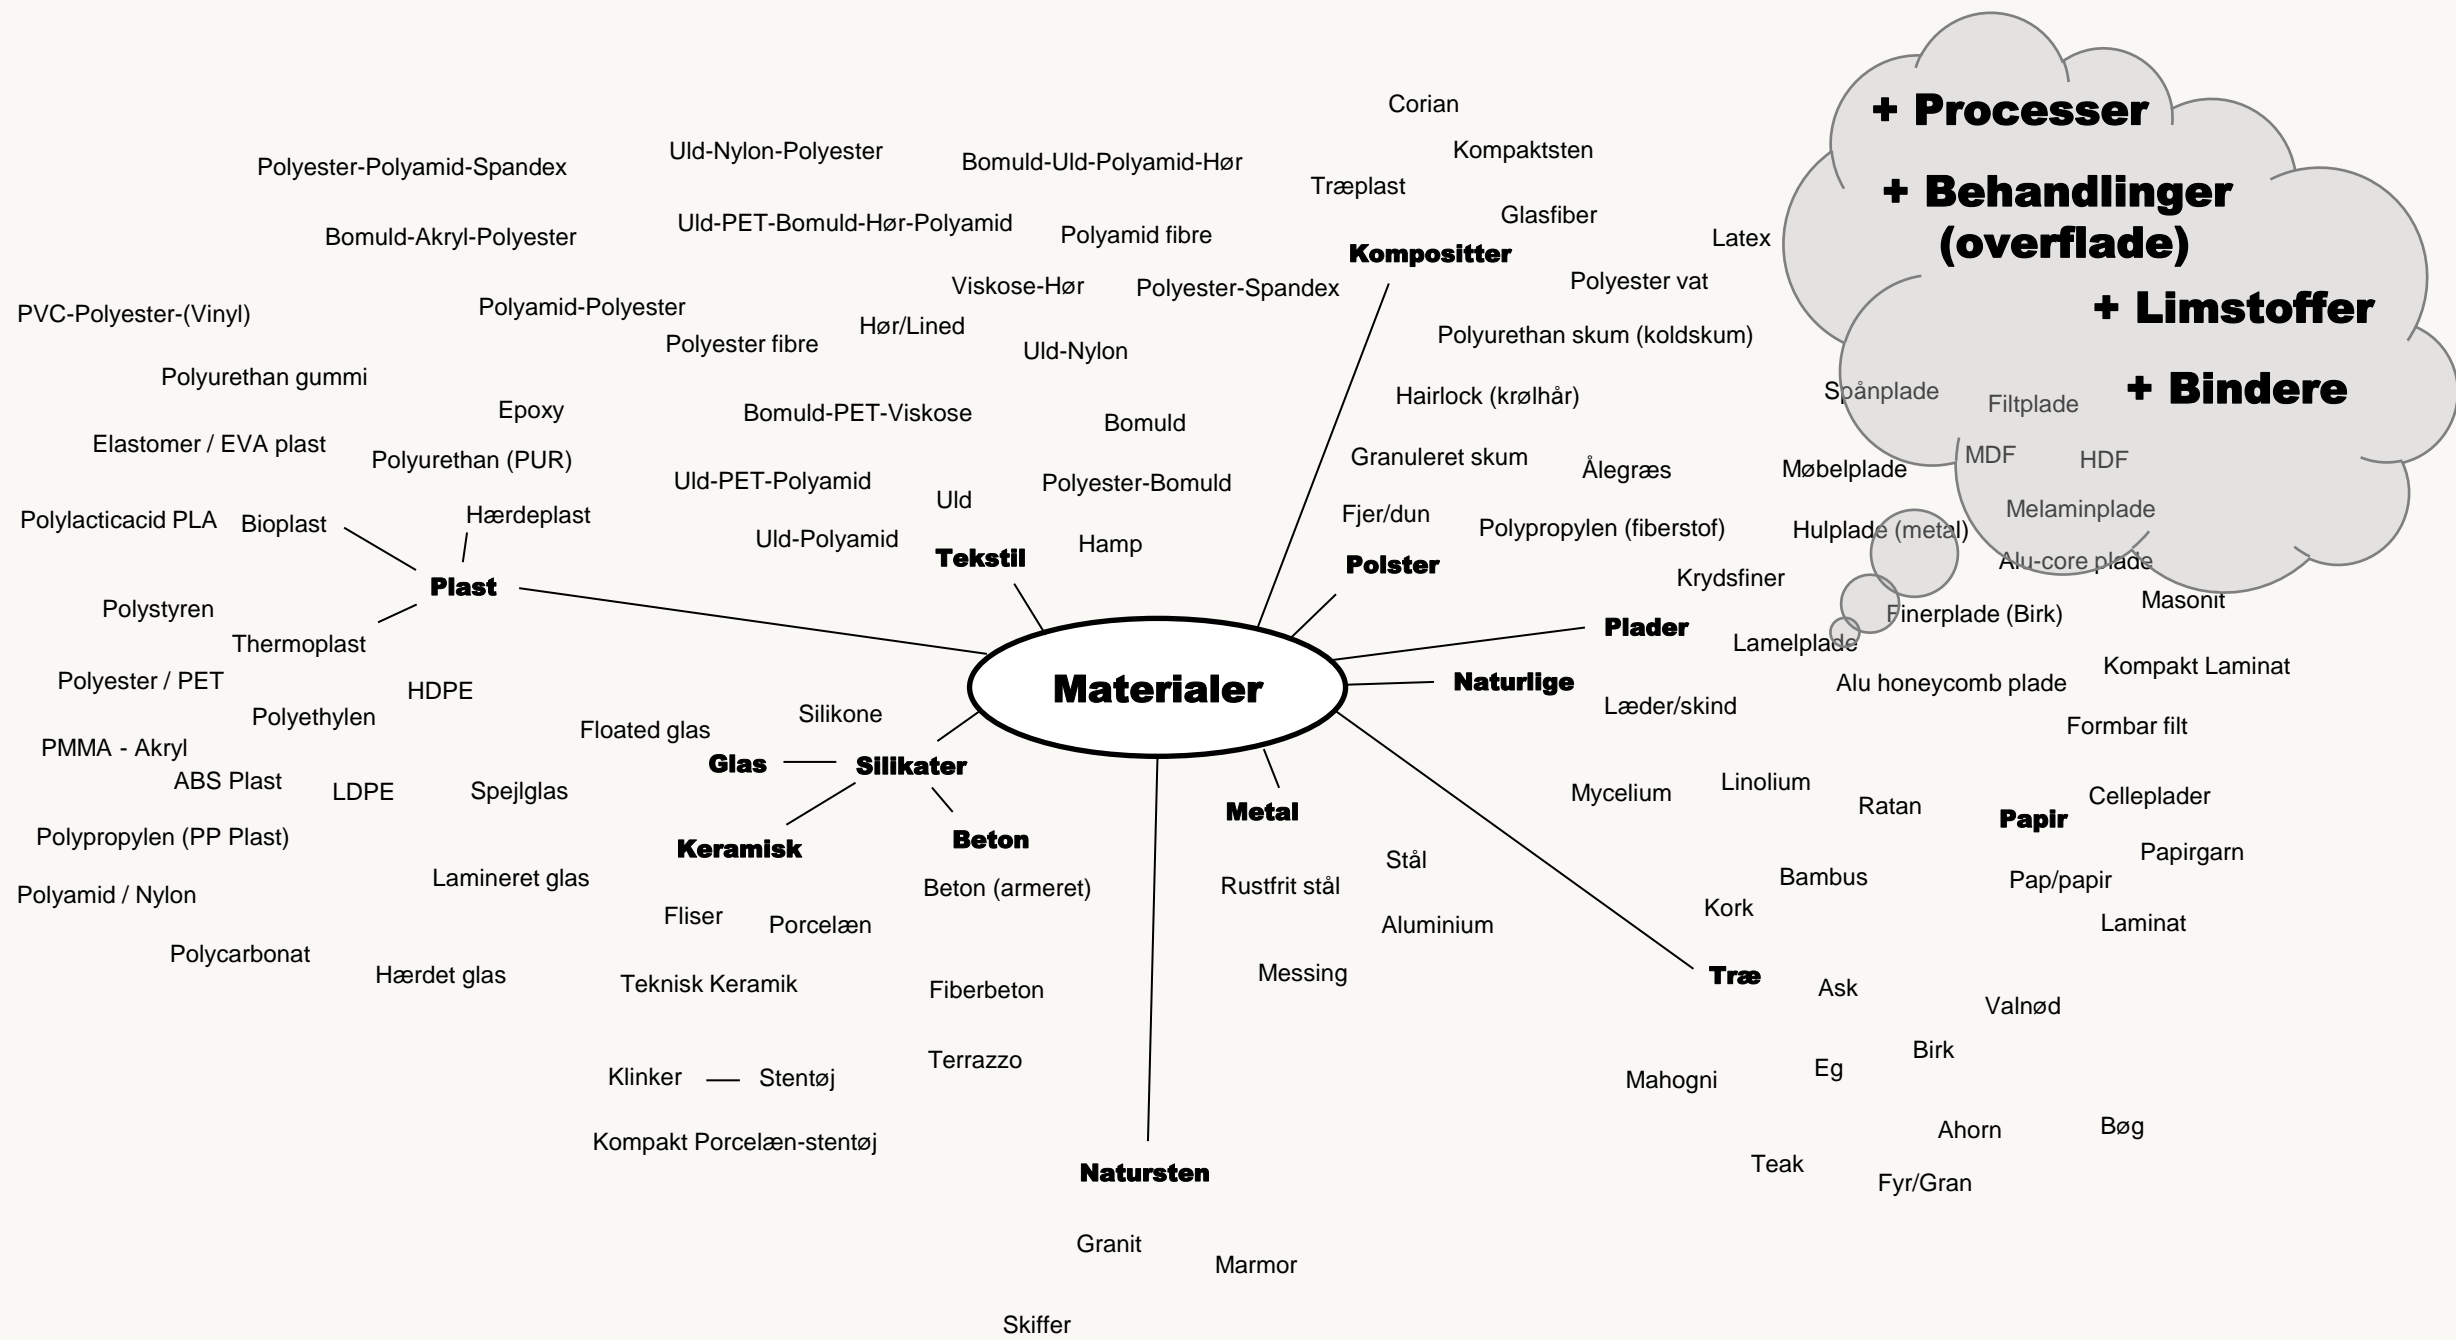 Corian
+ Processer
Kompaktsten
Uld-Nylon-Polyester
Bomuld-Uld-Polyamid-Hør
Polyester-Polyamid-Spandex
Træplast
+ Behandlinger
(overflade)
Glasfiber
Uld-PET-Bomuld-Hør-Polyamid
Polyamid fibre
Bomuld-Akryl-Polyester
Latex
Kompositter
Polyester vat
Viskose-Hør
Polyester-Spandex
PVC-Polyester-(Vinyl)
Polyamid-Polyester
+ Limstoffer
Hør/Lined
Polyester fibre
Uld-Nylon
Polyurethan skum (koldskum)
Polyurethan gummi
+ Bindere
Hairlock (krølhår)
Spånplade
Filtplade
Epoxy
Bomuld-PET-Viskose
Bomuld
Elastomer / EVA plast
Polyurethan (PUR)
Granuleret skum
Ålegræs
Møbelplade
MDF
HDF
Uld-PET-Polyamid
Uld
Polyester-Bomuld
Melaminplade
Polylacticacid PLA
Bioplast
Hærdeplast
Fjer/dun
Polypropylen (fiberstof)
Hulplade (metal)
Uld-Polyamid
Hamp
Tekstil
Polster
Alu-core plade
Plast
Krydsfiner
Masonit
Polystyren
Finerplade (Birk)
Plader
Thermoplast
Lamelplade
Kompakt Laminat
Polyester / PET
HDPE
Materialer
Naturlige
Alu honeycomb plade
Polyethylen
Silikone
Læder/skind
Floated glas
Formbar filt
PMMA - Akryl
Glas
Silikater
ABS Plast
LDPE
Spejlglas
Mycelium
Linolium
Ratan
Celleplader
Metal
Papir
Polypropylen (PP Plast)
Keramisk
Beton
Papirgarn
Stål
Lamineret glas
Beton (armeret)
Rustfrit stål
Bambus
Pap/papir
Polyamid / Nylon
Kork
Fliser
Porcelæn
Aluminium
Laminat
Polycarbonat
Hærdet glas
Teknisk Keramik
Fiberbeton
Messing
Træ
Ask
Valnød
Birk
Terrazzo
Klinker
Stentøj
Mahogni
Eg
Kompakt Porcelæn-stentøj
Ahorn
Bøg
Natursten
Teak
Fyr/Gran
Granit
Marmor
Skiffer